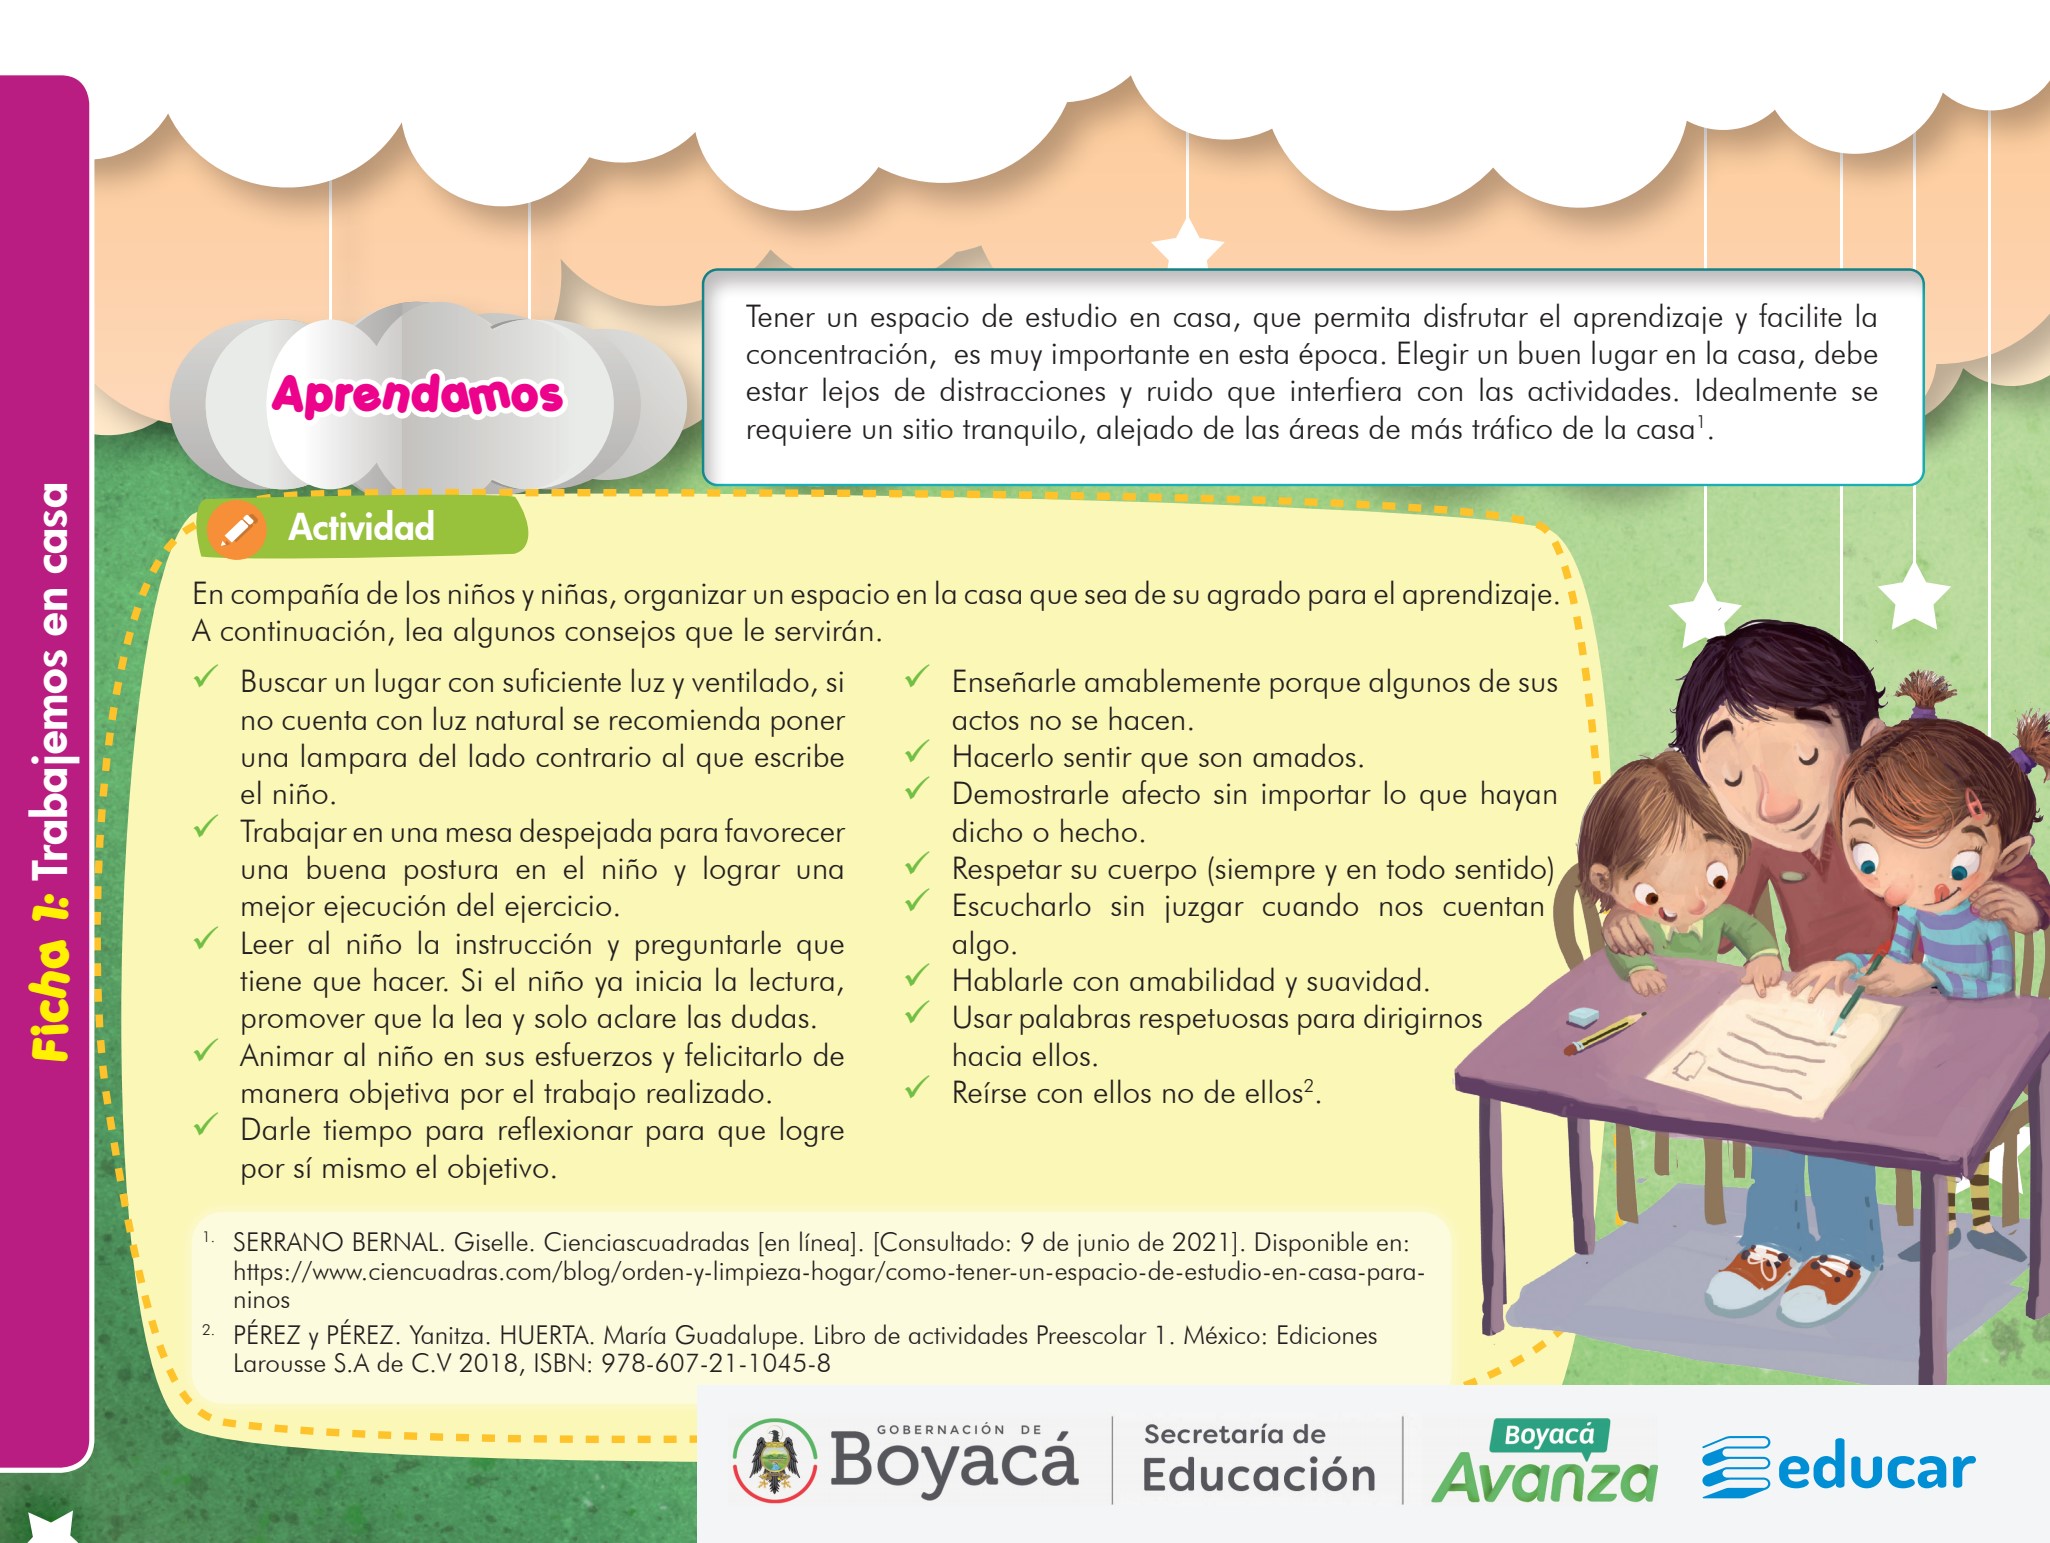 Ficha 1: Trabajemos en casa
Aprendamos
Tener un espacio de estudio en casa, que permita disfrutar el aprendizaje y facilite la
concentración,  es muy importante en esta época. Elegir un buen lugar en la casa, debe
estar lejos de distracciones y ruido que interfiera con las actividades. Idealmente se
requiere un sitio tranquilo, alejado de las áreas de más tráfico de la casa¹.
Actividad
En compañía de los niños y niñas, organizar un espacio en la casa que sea de su agrado para el aprendizaje.
A continuación, lea algunos consejos que le servirán.
✓ Buscar un lugar con suficiente luz y ventilado, si
no cuenta con luz natural se recomienda poner
una lampara del lado contrario al que escribe
el niño.
✓ Trabajar en una mesa despejada para favorecer
una buena postura en el niño y lograr una
mejor ejecución del ejercicio.
✓ Leer al niño la instrucción y preguntarle que
tiene que hacer. Si el niño ya inicia la lectura,
promover que la lea y solo aclare las dudas.
✓ Animar al niño en sus esfuerzos y felicitarlo de
manera objetiva por el trabajo realizado.
✓ Darle tiempo para reflexionar para que logre
por sí mismo el objetivo.
✓ Enseñarle amablemente porque algunos de sus
actos no se hacen.
✓ Hacerlo sentir que son amados.
✓ Demostrarle afecto sin importar lo que hayan
dicho o hecho.
✓ Respetar su cuerpo (siempre y en todo sentido)
✓ Escucharlo sin juzgar cuando nos cuentan
algo.
✓ Hablarle con amabilidad y suavidad.
✓ Usar palabras respetuosas para dirigirnos
hacia ellos.
✓ Reírse con ellos no de ellos².
1. SERRANO BERNAL. Giselle. Cienciascuadradas [en línea]. [Consultado: 9 de junio de 2021]. Disponible en:
https://www.ciencuadras.com/blog/orden-y-limpieza-hogar/como-tener-un-espacio-de-estudio-en-casa-para-
ninos
2. PÉREZ y PÉREZ. Yanitza. HUERTA. María Guadalupe. Libro de actividades Preescolar 1. México: Ediciones
Larousse S.A de C.V 2018, ISBN: 978-607-21-1045-8
GOBERNACIÓN DE
Boyacá
Secretaría de
Educación
Boyacá
Avanza
educar